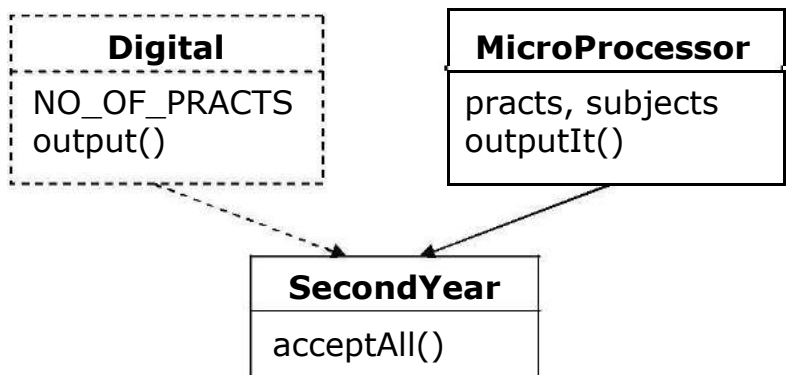 Digital
NO_OF_PRACTS
output()
MicroProcessor
practs, subjects
outputIt()
SecondYear
acceptAll()